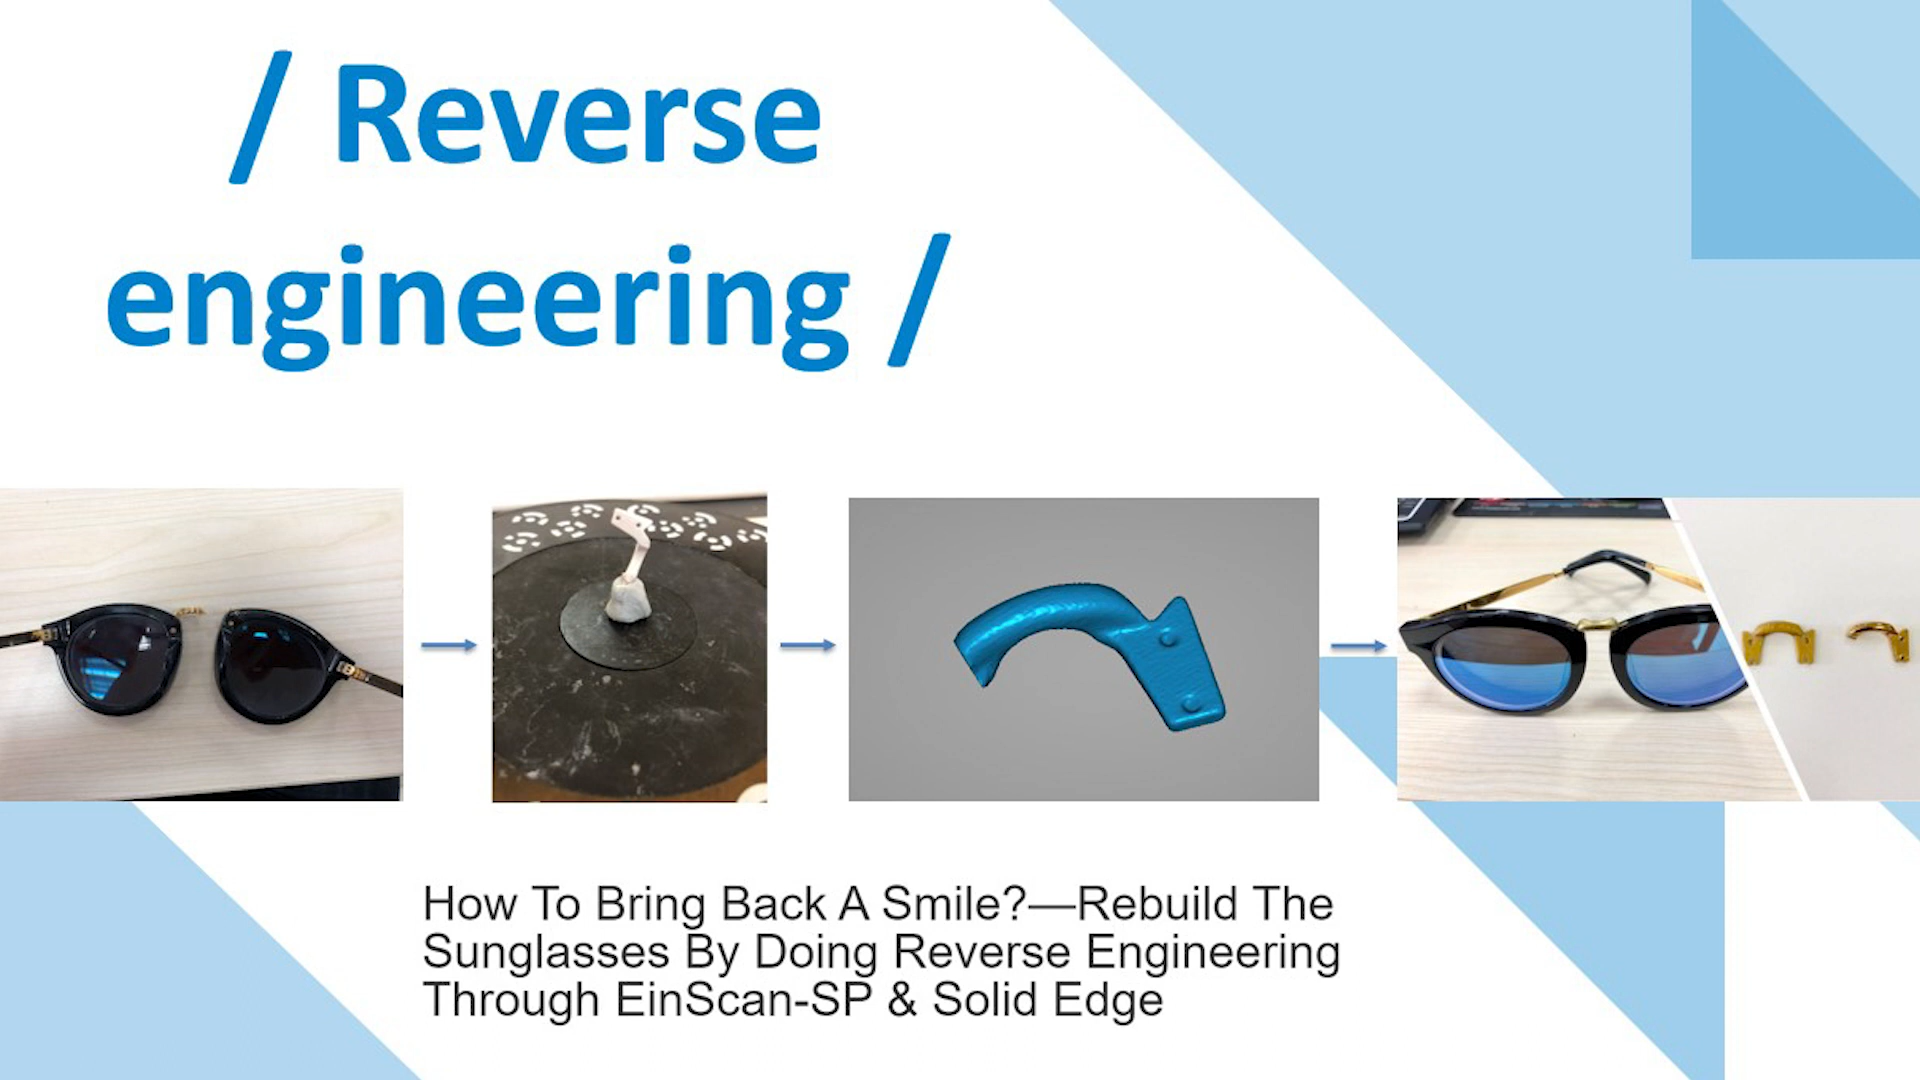 / Reverse
engineering /
How To Bring Back A Smile?—Rebuild The
Sunglasses By Doing Reverse Engineering
Through EinScan-SP & Solid Edge